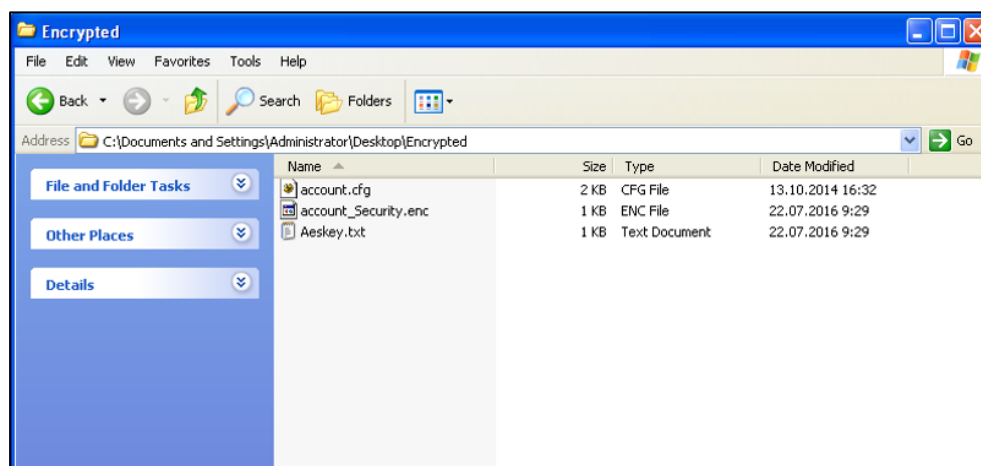 Encrypted
File Edit View Favorites Tools Help
Back Search Folders
Address C:\Documents and Settings\Administrator\Desktop\Encrypted Go
File and Folder Tasks
Other Places
Details
Name Size Type Date Modified
account.cfg 2 KB CFG File 13.10.2014 16:32
account_Security.enc 1 KB ENC File 22.07.2016 9:29
Aeskey.txt 1 KB Text Document 22.07.2016 9:29